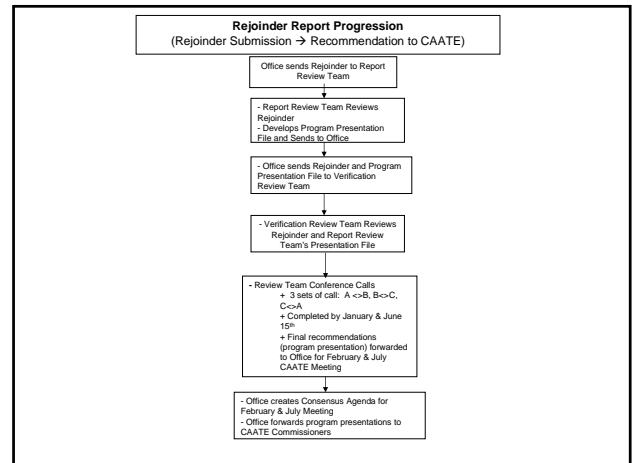 Rejoinder Report Progression
(Rejoinder Submission → Recommendation to CAATE)
Office sends Rejoinder to Report
Review Team
- Report Review Team Reviews
Rejoinder
- Develops Program Presentation
File and Sends to Office
- Office sends Rejoinder and Program
Presentation File to Verification
Review Team
- Verification Review Team Reviews
Rejoinder and Report Review
Team's Presentation File
- Review Team Conference Calls
+ 3 sets of call: A <>B, B<>C,
C<>A
+ Completed by January & June
15th
+ Final recommendations
(program presentation) forwarded
to Office for February & July
CAATE Meeting
- Office creates Consensus Agenda for
February & July Meeting
- Office forwards program presentations to
CAATE Commissioners